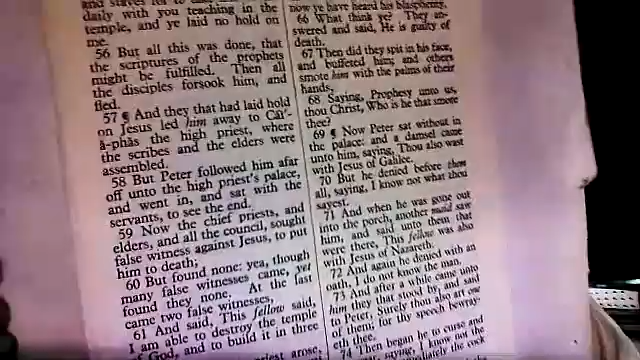 daily with you teaching in the
temple, and ye laid no hold on
me.
56 But all this was done, that
the scriptures of the prophets
might be fulfilled. Then all
the disciples forsook him, and
fled.
57 ¶ And they that had laid hold
on Jesus led him away to Cā′-
ă-phăs the high priest, where
the scribes and the elders were
assembled.
58 But Peter followed him afar
off unto the high priest's palace,
and went in, and sat with the
servants, to see the end.
59 Now the chief priests, and
elders, and all the council, sought
false witness against Jesus, to put
him to death;
60 But found none: yea, though
many false witnesses came, yet
found they none. At the last
came two false witnesses,
61 And said, This fellow said,
I am able to destroy the temple
of God, and to build it in three
priest arose,
now ye have heard his blasphemy.
66 What think ye? They an-
swered and said, He is guilty of
death.
67 Then did they spit in his face,
and buffeted him; and others
smote him with the palms of their
hands,
68 Saying, Prophesy unto us,
thou Christ, Who is he that smote
thee?
69 ¶ Now Peter sat without in
the palace: and a damsel came
unto him, saying, Thou also wast
with Jesus of Galilee.
70 But he denied before them
all, saying, I know not what thou
sayest.
71 And when he was gone out
into the porch, another maid saw
him, and said unto them that
were there, This fellow was also
with Jesus of Nazareth.
72 And again he denied with an
oath, I do not know the man.
73 And after a while came unto
him they that stood by, and said
to Peter, Surely thou also art one
of them; for thy speech bewray-
eth thee.
74 Then began he to curse and
saying, I know not the
the cock